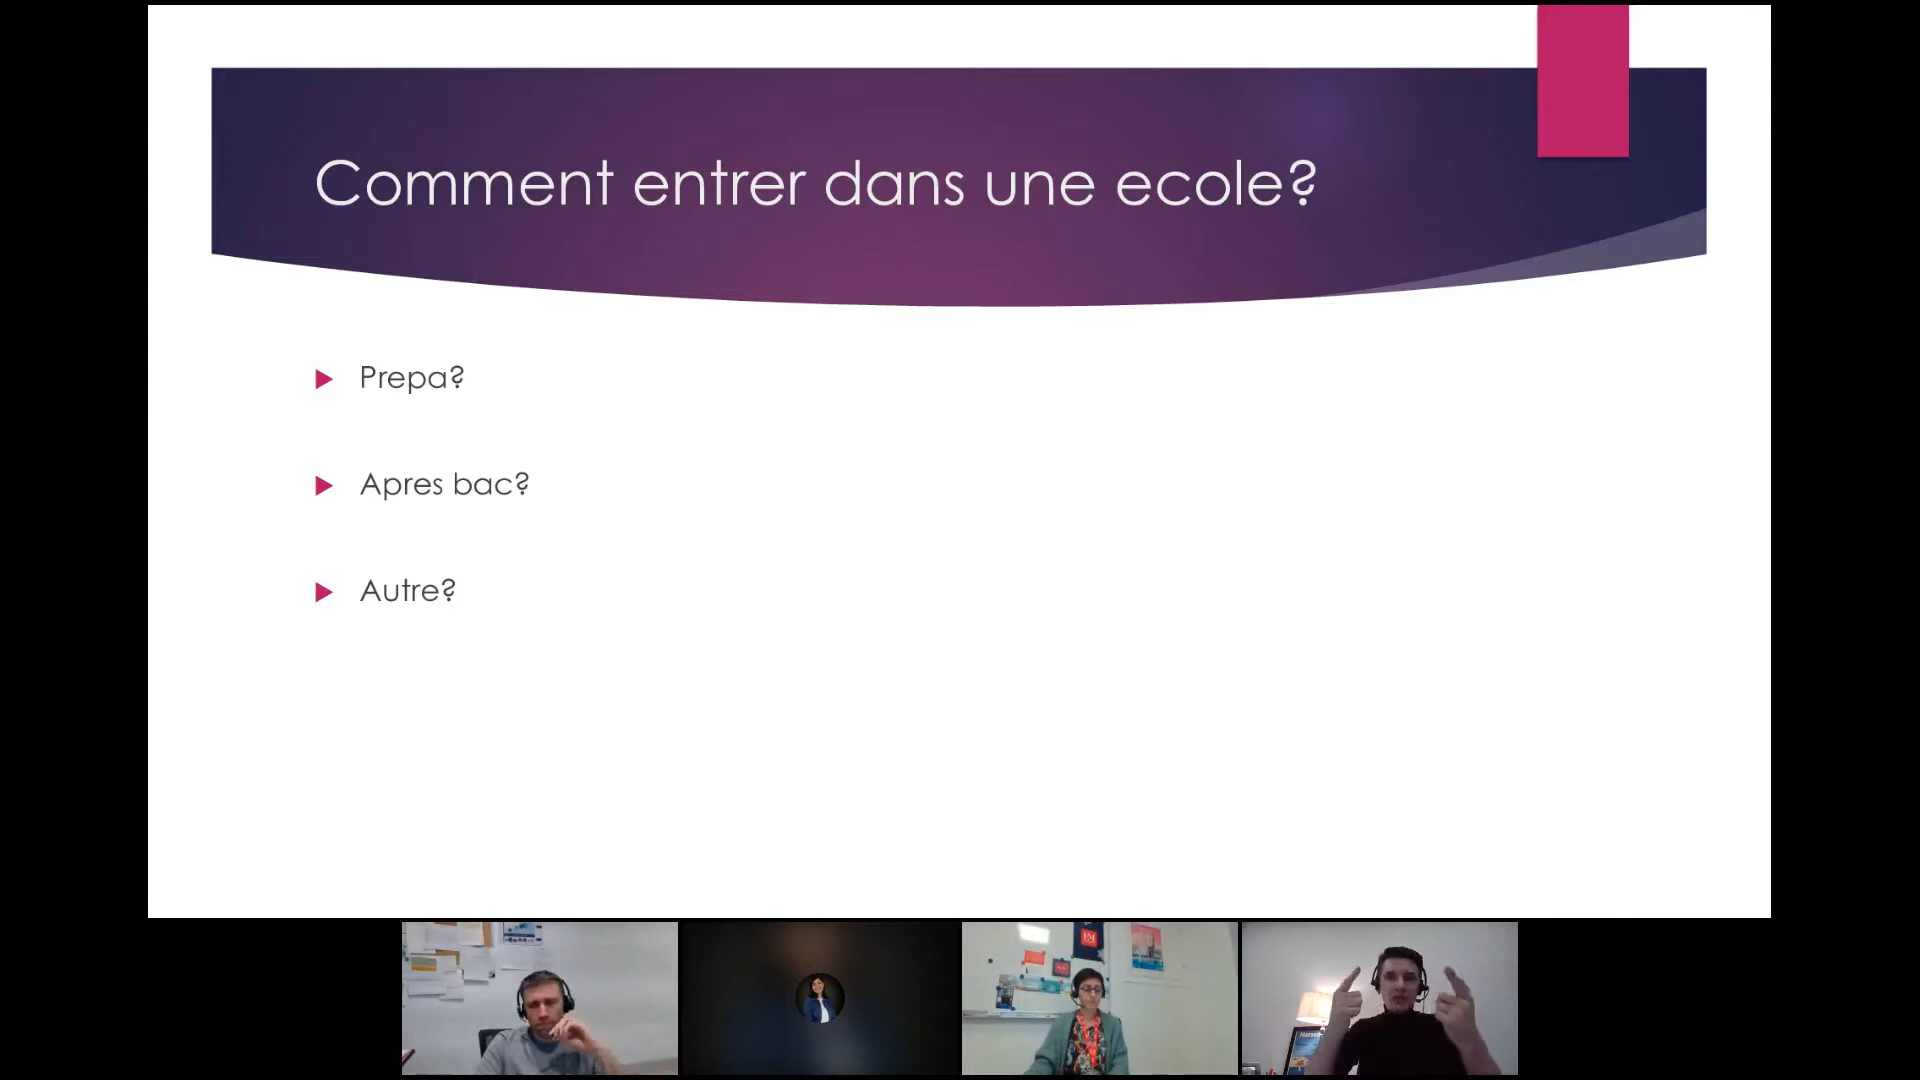 Comment entrer dans une ecole?
Prepa?
Apres bac?
Autre?